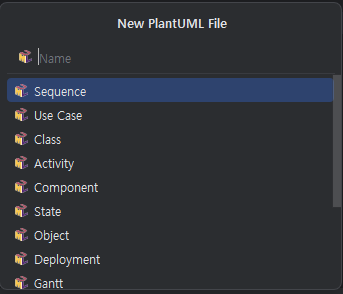 New PlantUML File
Name
Sequence
Use Case
Class
Activity
Component
State
Object
Deployment
Gantt